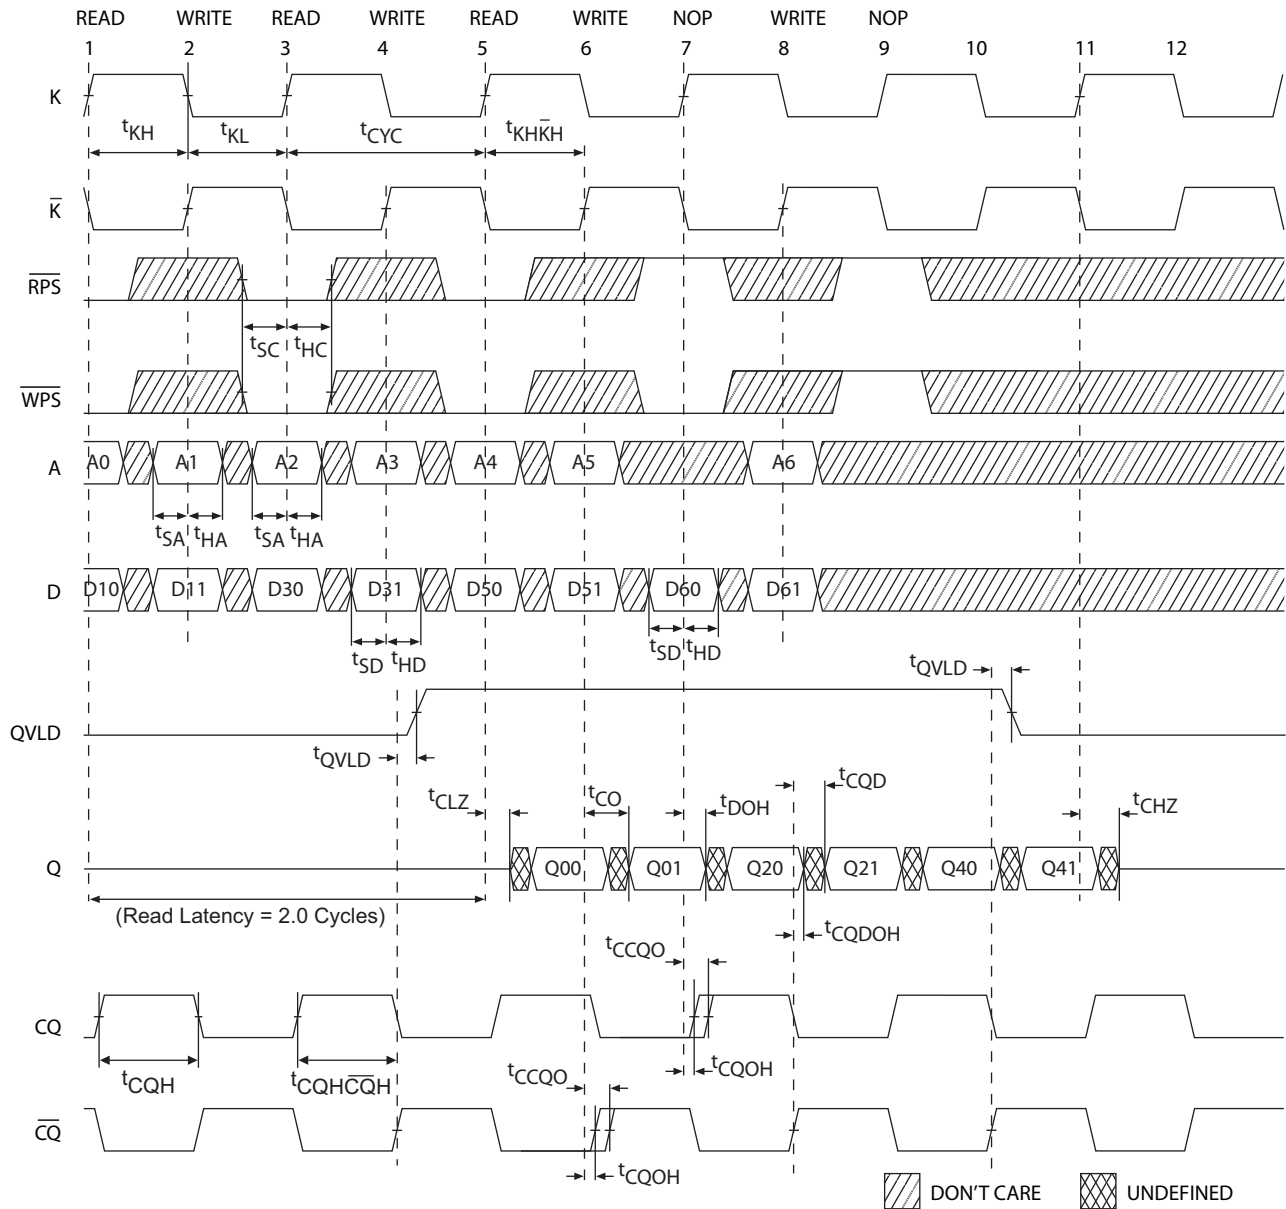 READ WRITE READ WRITE READ WRITE NOP WRITE NOP
1 2 3 4 5 6 7 8 9 10 11 12
K
tKH tKL tCYC tKHK̅H
K̅
R̅P̅S̅
tSC tHC
W̅P̅S̅
A A0 A1 A2 A3 A4 A5 A6
tSA tHA tSA tHA
D D10 D11 D30 D31 D50 D51 D60 D61
tSD tHD tSD tHD
tQVLD
QVLD
tQVLD
tCLZ tCO tDOH tCQD tCHZ
Q Q00 Q01 Q20 Q21 Q40 Q41
(Read Latency = 2.0 Cycles)
tCQDOH
tCCQO
CQ
tCQH tCQHC̅Q̅H tCCQO tCQOH
C̅Q̅
tCQOH
DON'T CARE UNDEFINED